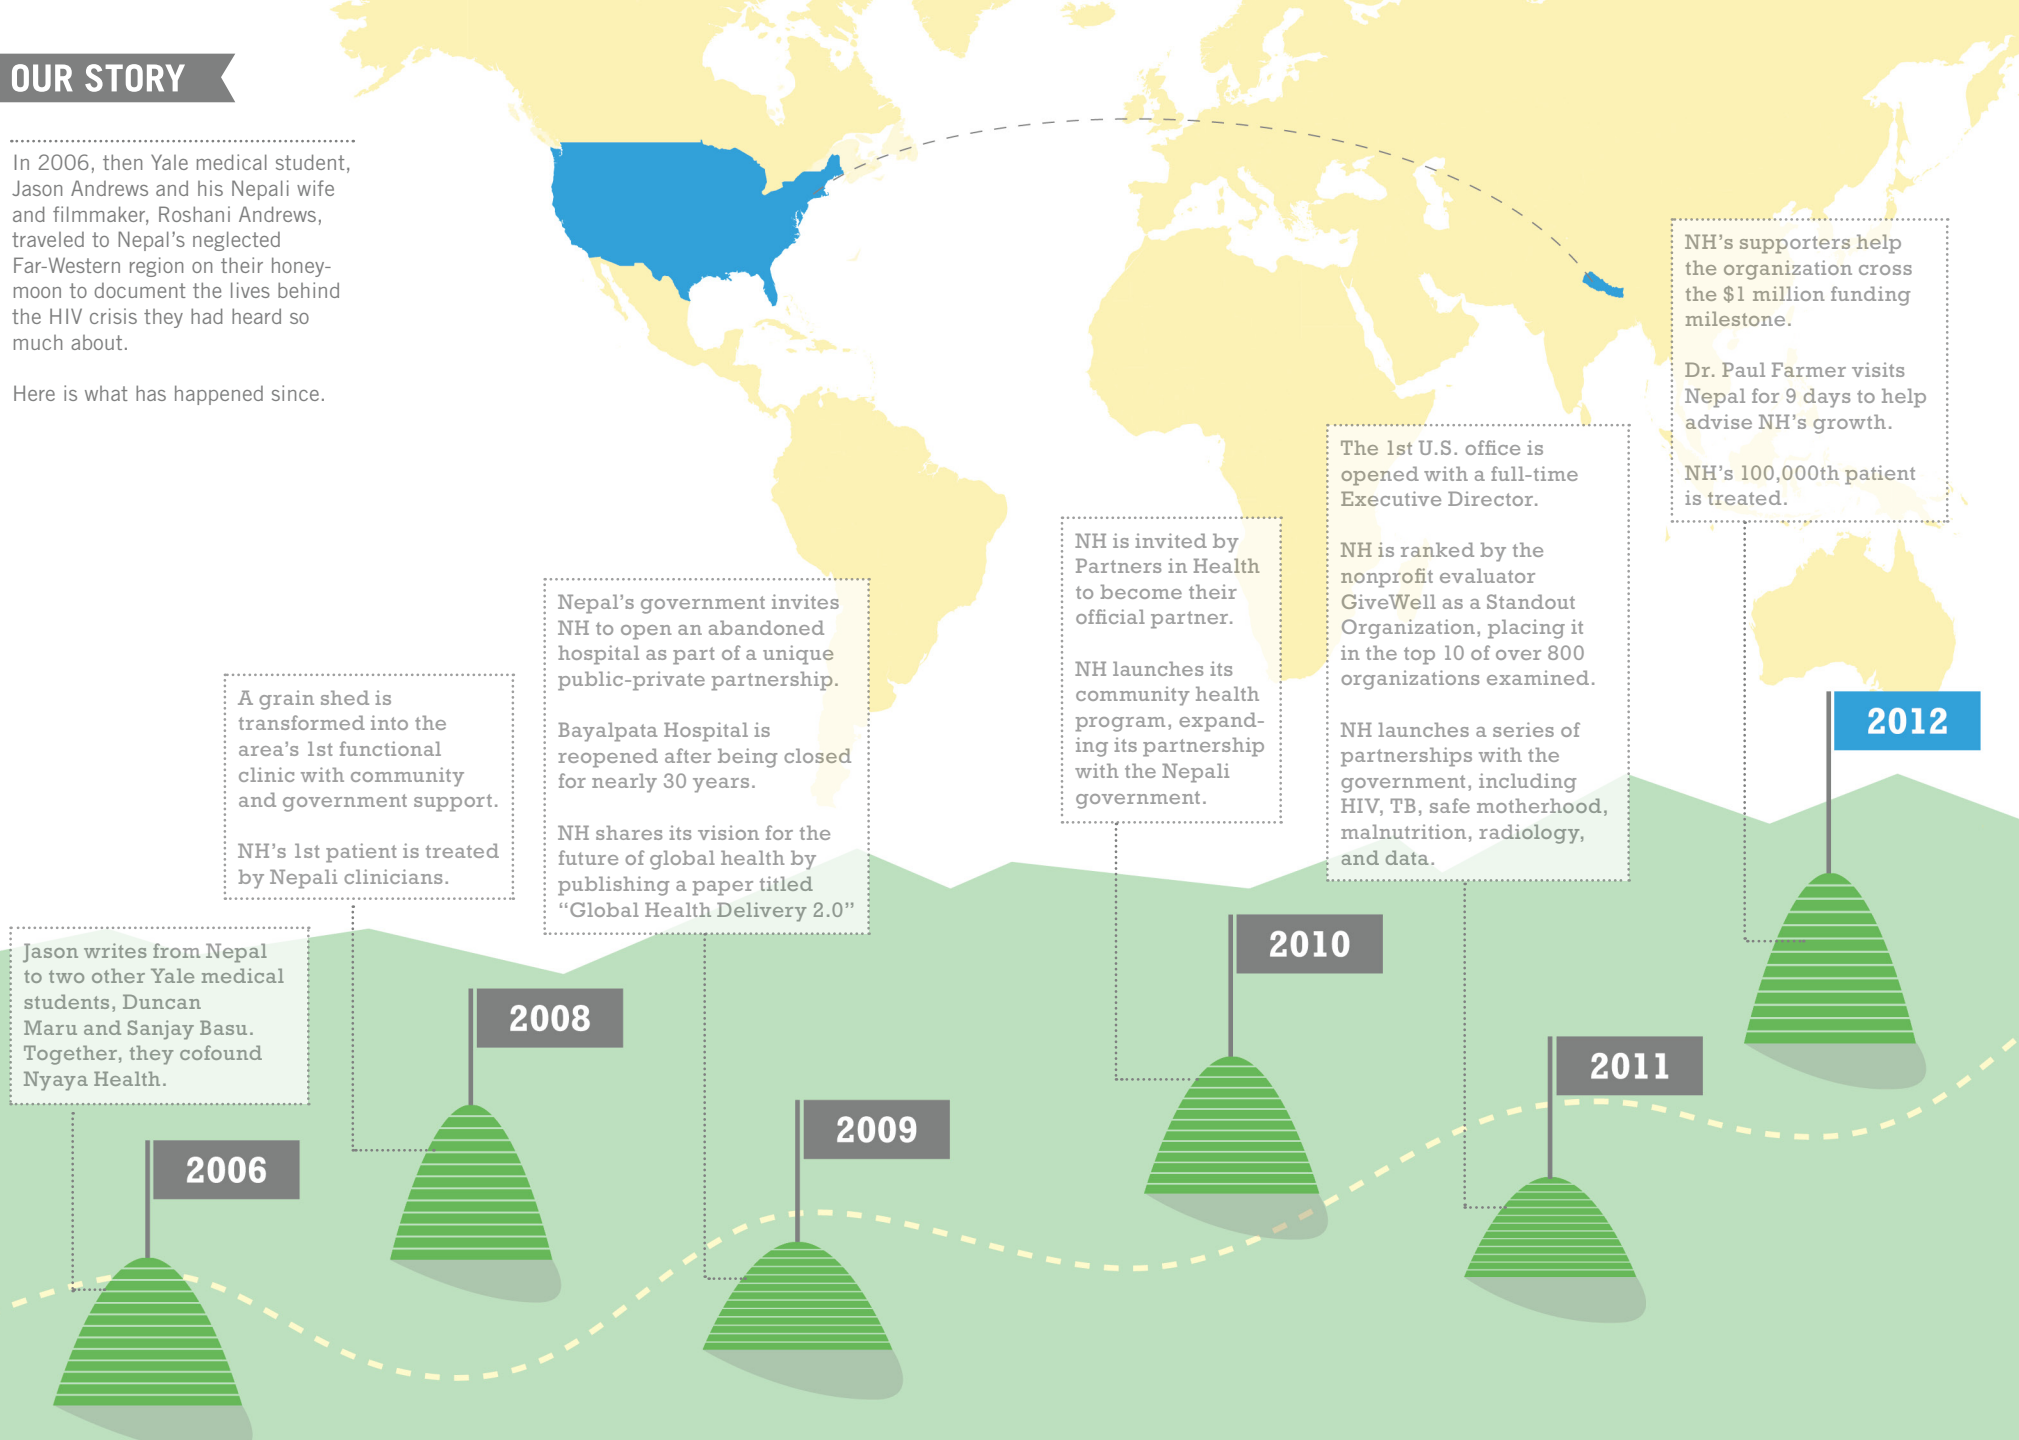 OUR STORY
In 2006, then Yale medical student,
Jason Andrews and his Nepali wife
and filmmaker, Roshani Andrews,
traveled to Nepal's neglected
Far-Western region on their honey-
moon to document the lives behind
the HIV crisis they had heard so
much about.
Here is what has happened since.
Jason writes from Nepal
to two other Yale medical
students, Duncan
Maru and Sanjay Basu.
Together, they cofound
Nyaya Health.
2006
A grain shed is
transformed into the
area's 1st functional
clinic with community
and government support.
NH's 1st patient is treated
by Nepali clinicians.
2008
Nepal's government invites
NH to open an abandoned
hospital as part of a unique
public-private partnership.
Bayalpata Hospital is
reopened after being closed
for nearly 30 years.
NH shares its vision for the
future of global health by
publishing a paper titled
“Global Health Delivery 2.0”
2009
NH is invited by
Partners in Health
to become their
official partner.
NH launches its
community health
program, expand-
ing its partnership
with the Nepali
government.
2010
The 1st U.S. office is
opened with a full-time
Executive Director.
NH is ranked by the
nonprofit evaluator
GiveWell as a Standout
Organization, placing it
in the top 10 of over 800
organizations examined.
NH launches a series of
partnerships with the
government, including
HIV, TB, safe motherhood,
malnutrition, radiology,
and data.
2011
NH's supporters help
the organization cross
the $1 million funding
milestone.
Dr. Paul Farmer visits
Nepal for 9 days to help
advise NH's growth.
NH's 100,000th patient
is treated.
2012